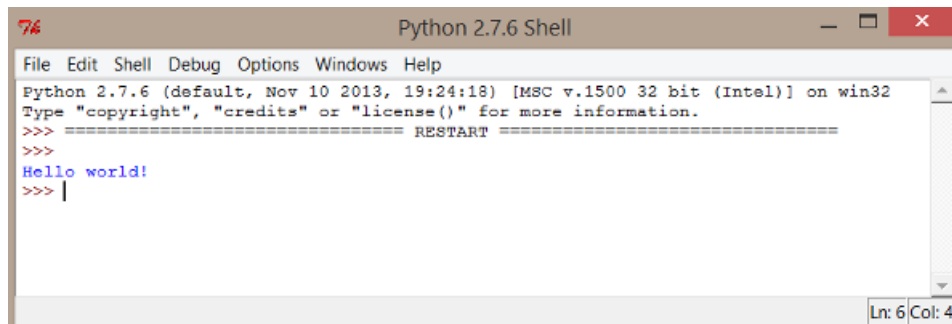 Python 2.7.6 Shell
File Edit Shell Debug Options Windows Help
Python 2.7.6 (default, Nov 10 2013, 19:24:18) [MSC v.1500 32 bit (Intel)] on win32
Type "copyright", "credits" or "license()" for more information.
>>> ================================ RESTART ================================
>>>
Hello world!
>>>
Ln: 6 Col: 4